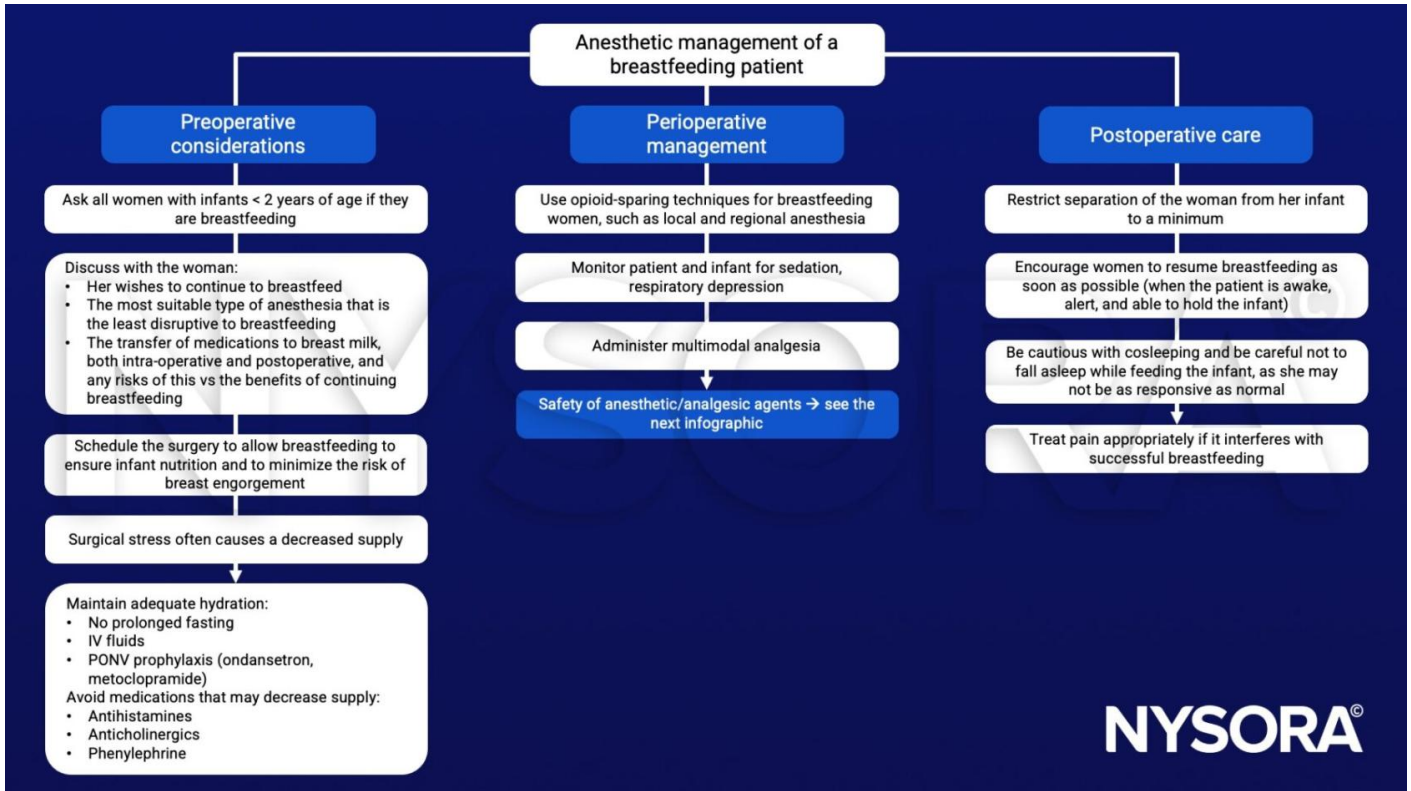 Anesthetic management of a
breastfeeding patient
Preoperative
considerations
Ask all women with infants < 2 years of age if they
are breastfeeding
Discuss with the woman:
• Her wishes to continue to breastfeed
• The most suitable type of anesthesia that is
the least disruptive to breastfeeding
• The transfer of medications to breast milk,
both intra-operative and postoperative, and
any risks of this vs the benefits of continuing
breastfeeding
Schedule the surgery to allow breastfeeding to
ensure infant nutrition and to minimize the risk of
breast engorgement
Surgical stress often causes a decreased supply
Maintain adequate hydration:
• No prolonged fasting
• IV fluids
• PONV prophylaxis (ondansetron,
metoclopramide)
Avoid medications that may decrease supply:
• Antihistamines
• Anticholinergics
• Phenylephrine
Perioperative
management
Use opioid-sparing techniques for breastfeeding
women, such as local and regional anesthesia
Monitor patient and infant for sedation,
respiratory depression
Administer multimodal analgesia
Safety of anesthetic/analgesic agents → see the
next infographic
Postoperative care
Restrict separation of the woman from her infant
to a minimum
Encourage women to resume breastfeeding as
soon as possible (when the patient is awake,
alert, and able to hold the infant)
Be cautious with cosleeping and be careful not to
fall asleep while feeding the infant, as she may
not be as responsive as normal
Treat pain appropriately if it interferes with
successful breastfeeding
NYSORA©
NYSORA©